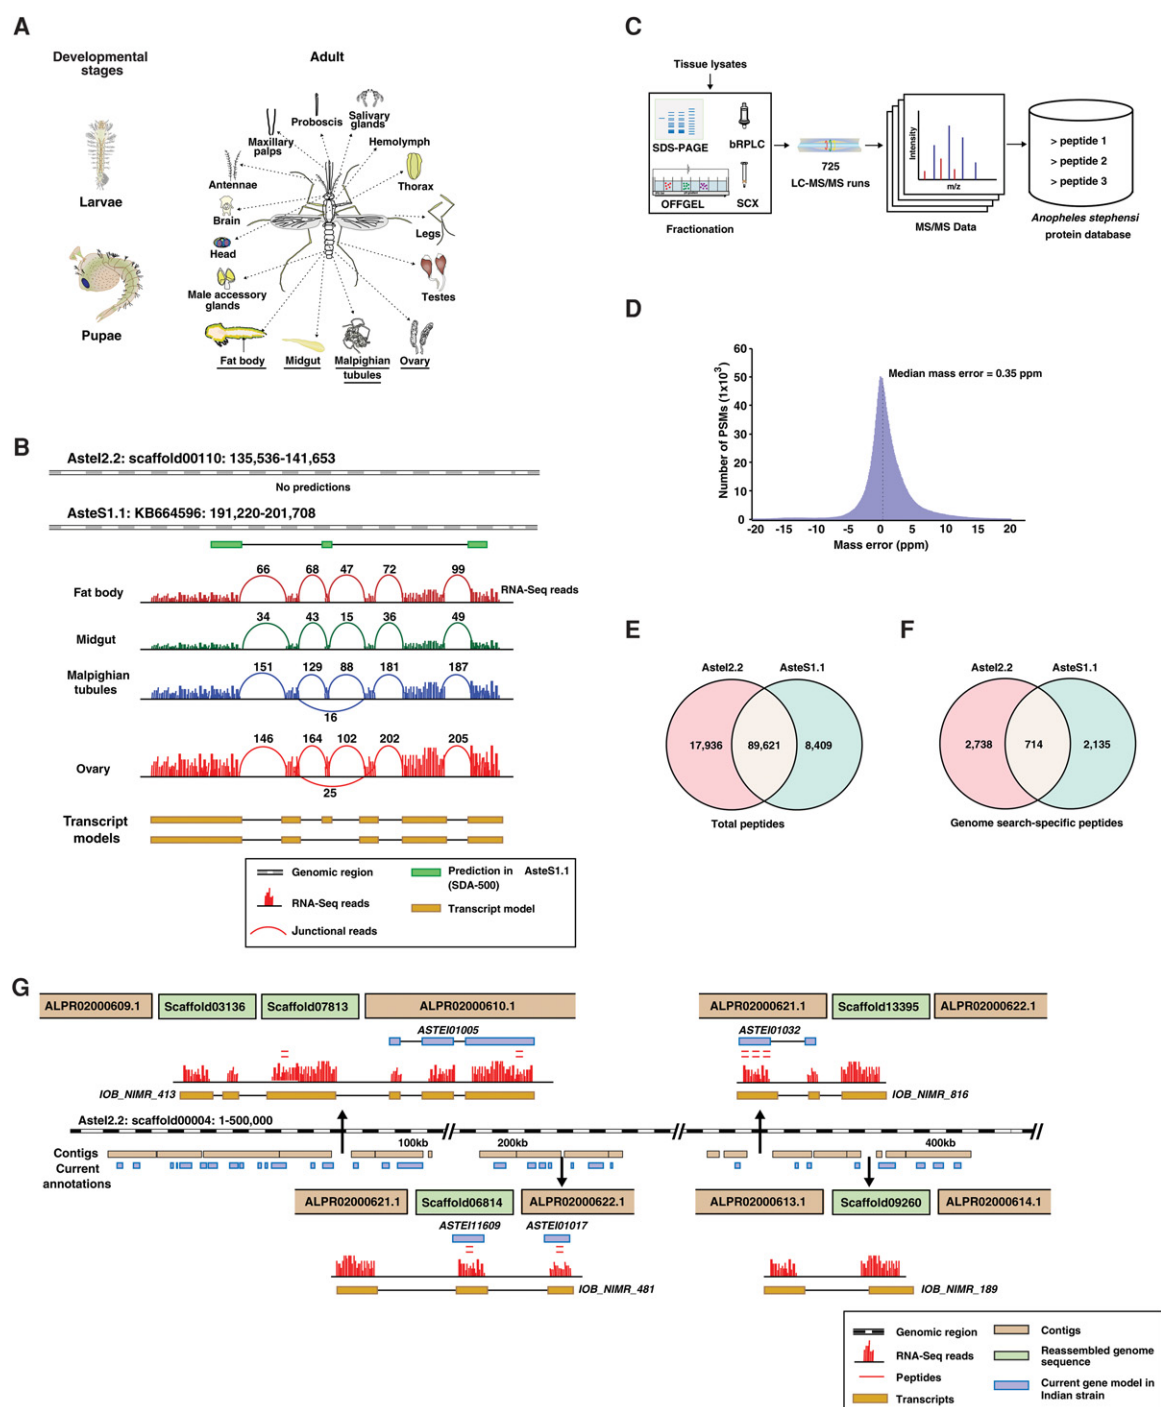 A
Developmental
stages
Adult
Larvae
Pupae
Proboscis
Salivary
glands
Maxillary
palps
Hemolymph
Antennae
Thorax
Brain
Legs
Head
Male accessory
glands
Testes
Fat body
Midgut
Malpighian
tubules
Ovary
B
AsteI2.2: scaffold00110: 135,536-141,653
No predictions
AsteS1.1: KB664596: 191,220-201,708
66 68 47 72 99
Fat body
RNA-Seq reads
34 43 15 36 49
Midgut
151 129 88 181 187
Malpighian
tubules
16
146 164 102 202 205
Ovary
25
Transcript
models
Genomic region
RNA-Seq reads
Junctional reads
Prediction in AsteS1.1
(SDA-500)
Transcript model
C
Tissue lysates
SDS-PAGE
bRPLC
OFFGEL
SCX
Fractionation
725
LC-MS/MS runs
Intensity
m/z
MS/MS Data
> peptide 1
> peptide 2
> peptide 3
Anopheles stephensi
protein database
D
Number of PSMs (1x10³)
60
50
40
30
20
10
0
Median mass error = 0.35 ppm
-20 -15 -10 -5 0 5 10 15 20
Mass error (ppm)
E
AsteI2.2 AsteS1.1
17,936 89,621 8,409
Total peptides
F
AsteI2.2 AsteS1.1
2,738 714 2,135
Genome search-specific peptides
G
ALPR02000609.1 Scaffold03136 Scaffold07813 ALPR02000610.1
ALPR02000621.1 Scaffold13395 ALPR02000622.1
ASTEI01005
ASTEI01032
IOB_NIMR_413
IOB_NIMR_816
AsteI2.2: scaffold00004: 1-500,000
100kb 200kb 400kb
Contigs
Current
annotations
ALPR02000621.1 Scaffold06814 ALPR02000622.1
ALPR02000613.1 Scaffold09260 ALPR02000614.1
ASTEI11609 ASTEI01017
IOB_NIMR_481
IOB_NIMR_189
Genomic region
RNA-Seq reads
Peptides
Transcripts
Contigs
Reassembled genome
sequence
Current gene model in
Indian strain